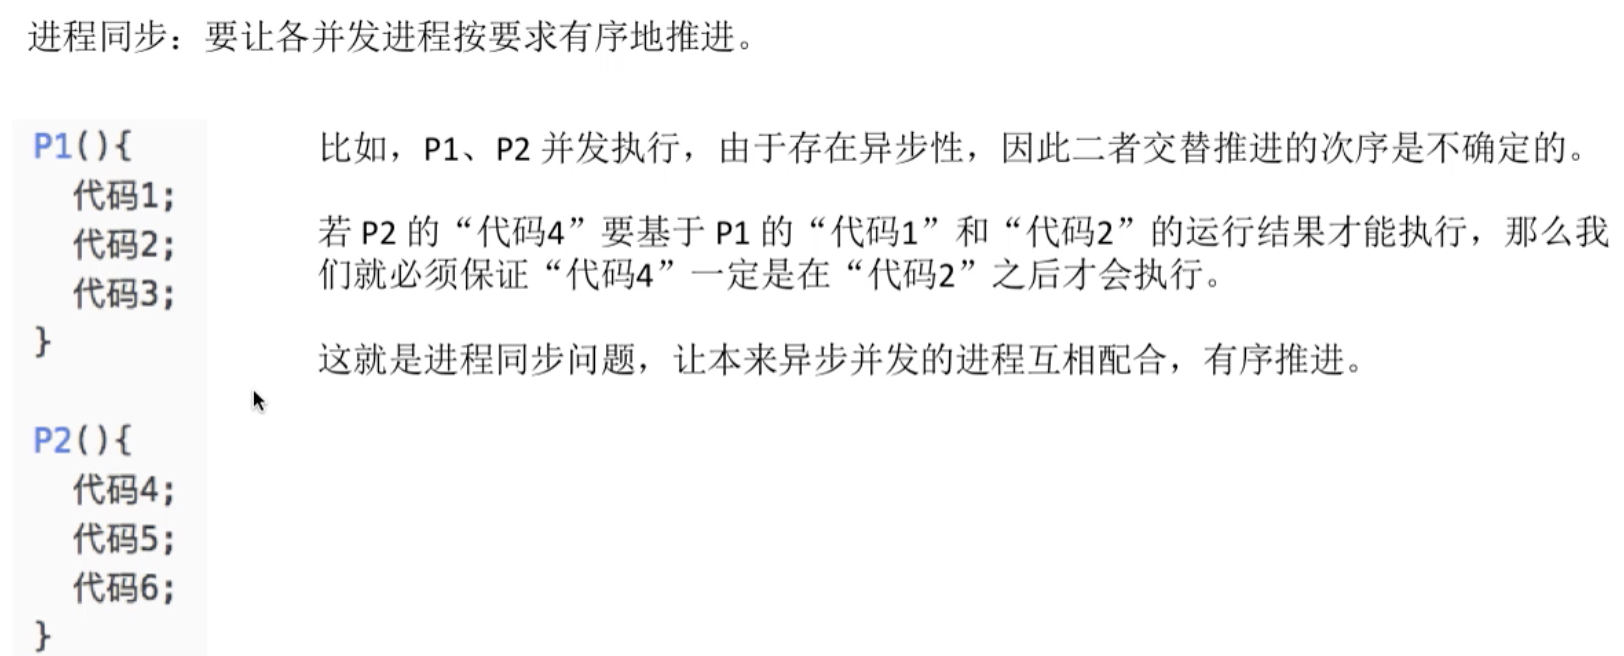 进程同步：要让各并发进程按要求有序地推进。
P1(){
代码1;
代码2;
代码3;
}
P2(){
代码4;
代码5;
代码6;
}
比如，P1、P2 并发执行，由于存在异步性，因此二者交替推进的次序是不确定的。
若 P2 的“代码4”要基于 P1 的“代码1”和“代码2”的运行结果才能执行，那么我
们就必须保证“代码4”一定是在“代码2”之后才会执行。
这就是进程同步问题，让本来异步并发的进程互相配合，有序推进。